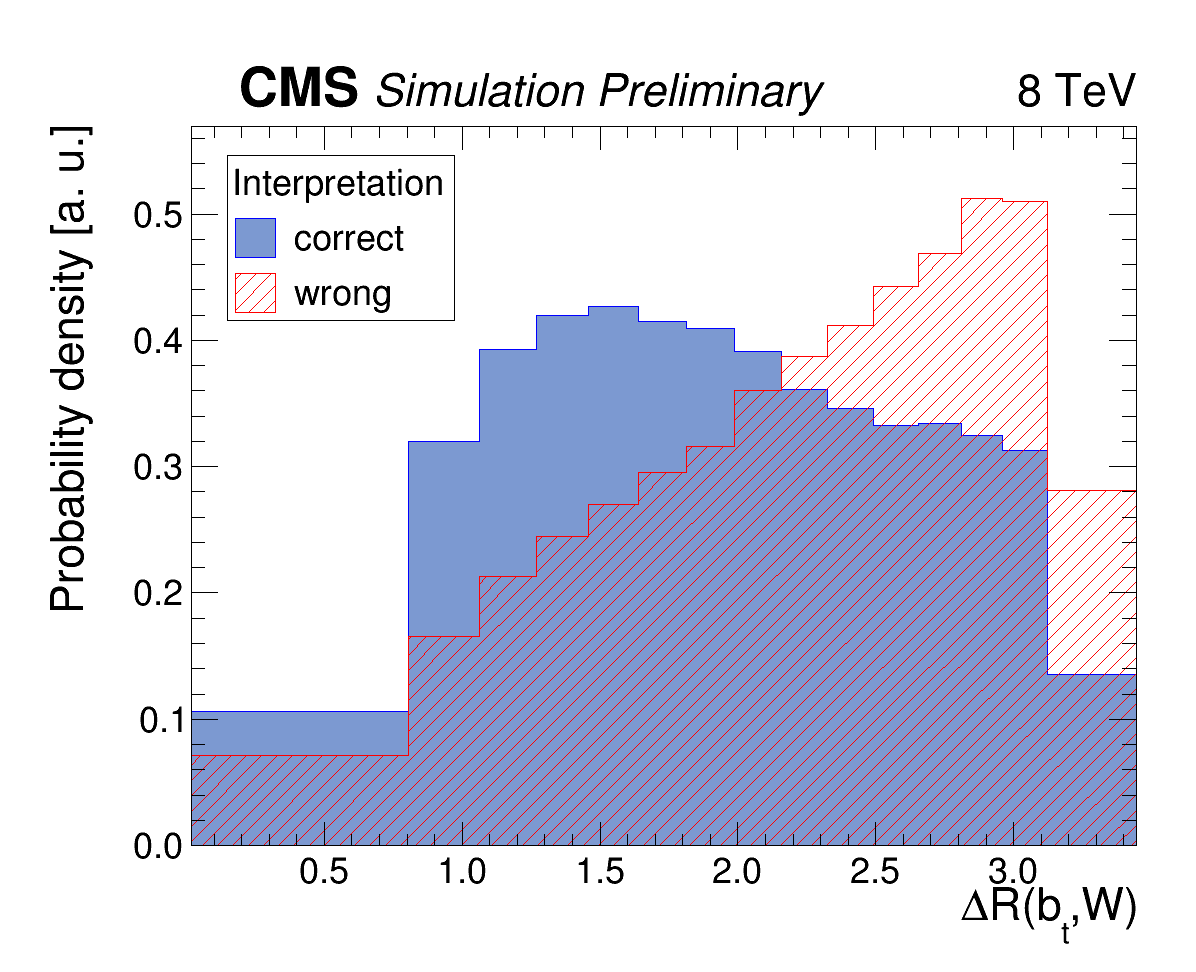 CMS Simulation Preliminary 8 TeV
Probability density [a. u.]
Interpretation
correct
wrong
0.5
0.4
0.3
0.2
0.1
0.0
0.5 1.0 1.5 2.0 2.5 3.0
ΔR(b_t,W)